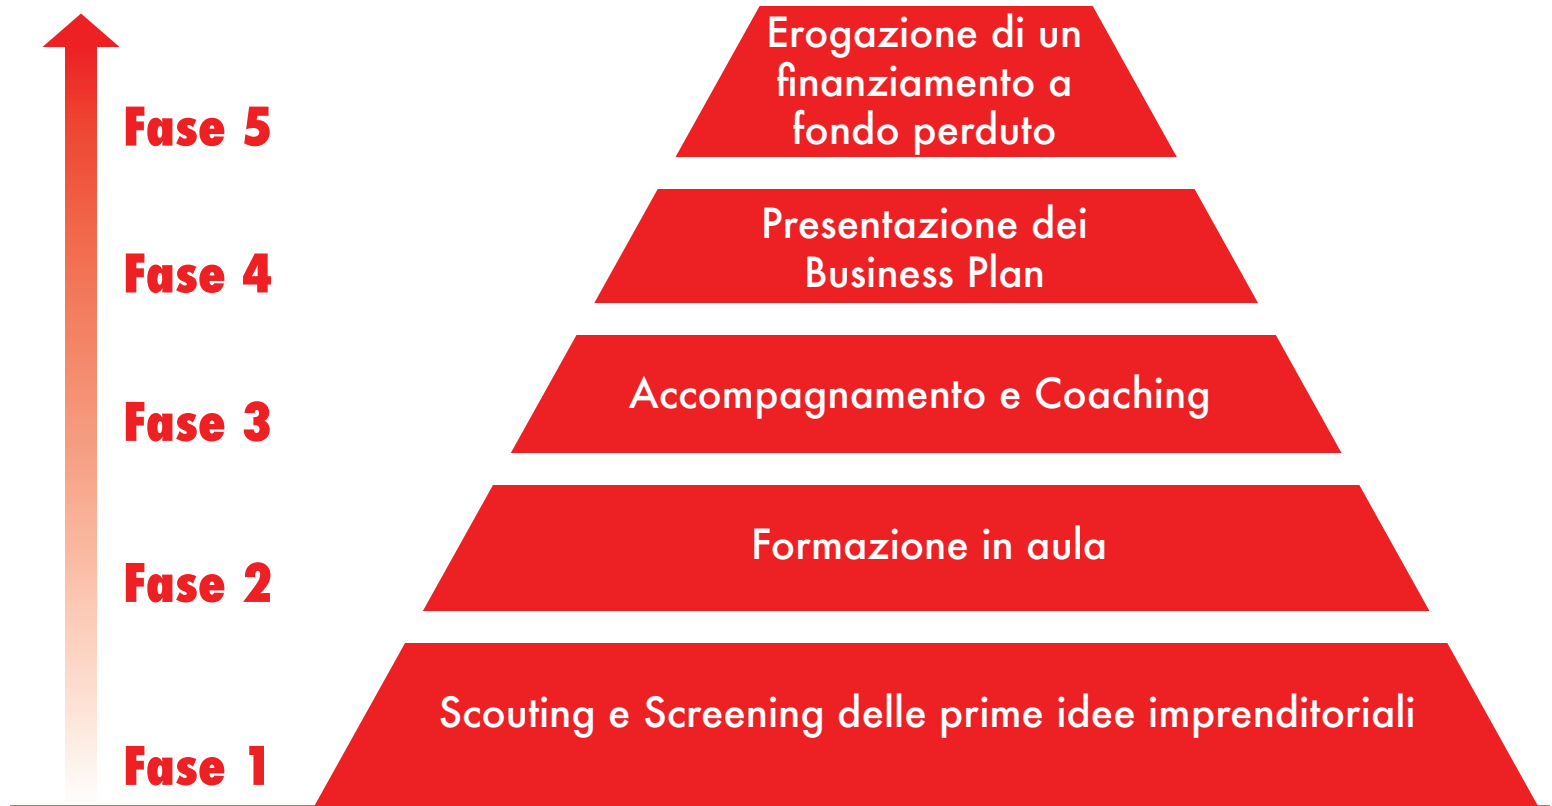 Fase 5
Erogazione di un
finanziamento a
fondo perduto
Fase 4
Presentazione dei
Business Plan
Fase 3
Accompagnamento e Coaching
Fase 2
Formazione in aula
Fase 1
Scouting e Screening delle prime idee imprenditoriali